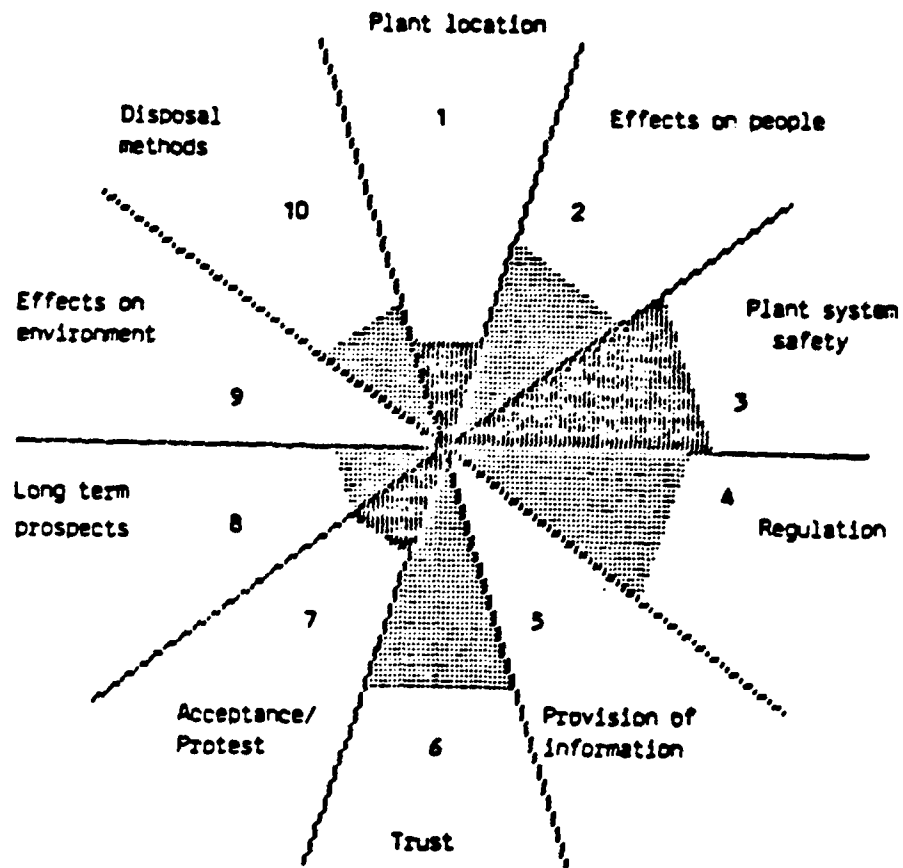 Plant location
1
Effects on people
2
Plant system
safety
3
4
Regulation
5
Provision of
information
6
Trust
7
Acceptance/
Protest
Long term
prospects
8
Effects on
environment
9
Disposal
methods
10